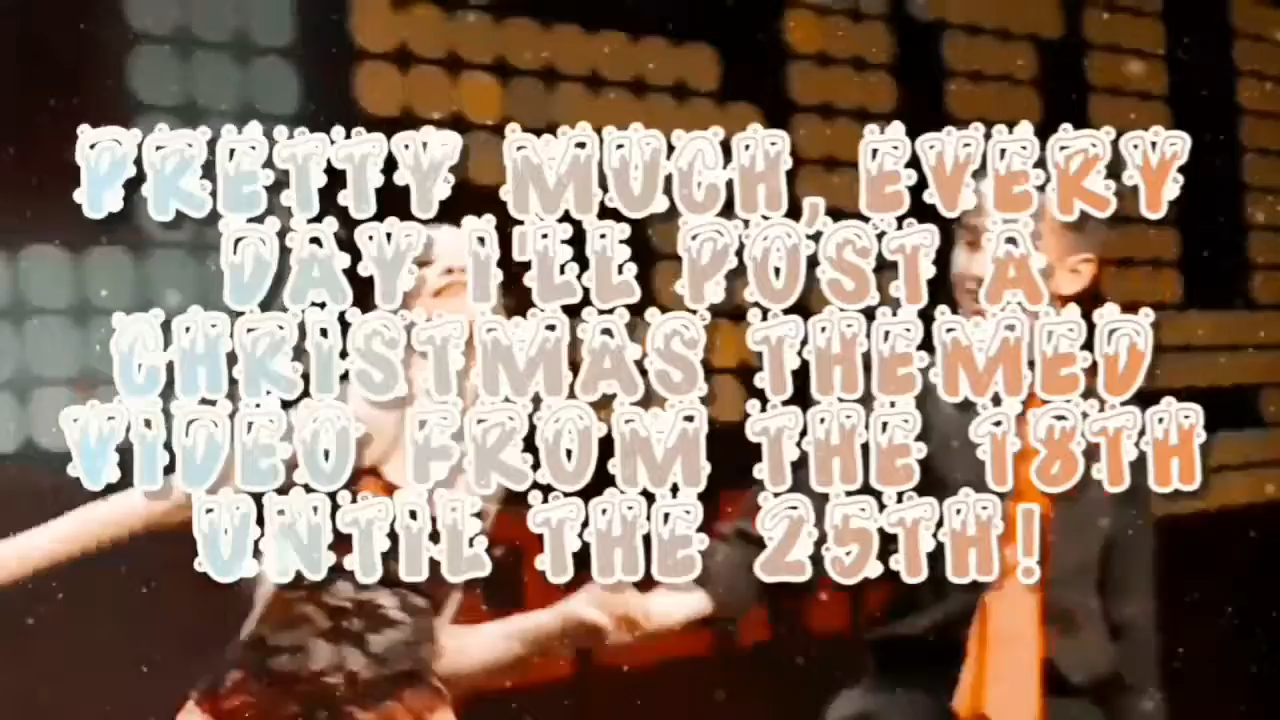 PRETTY MUCH, EVERY
DAY I'LL POST A
CHRISTMAS THEMED
VIDEO FROM THE 18TH
UNTIL THE 25TH!